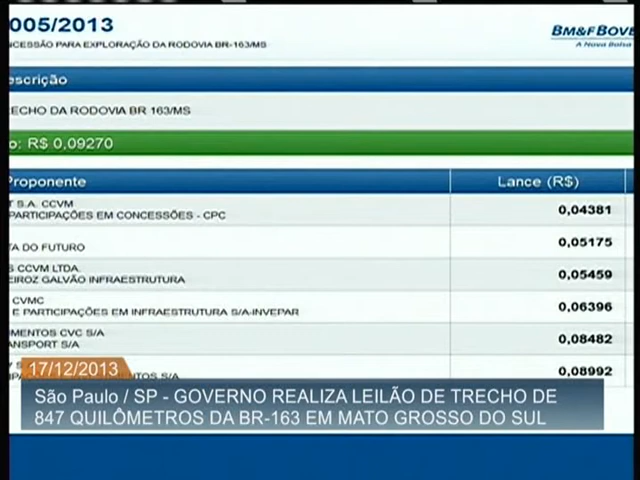 005/2013
NCESSÃO PARA EXPLORAÇÃO DA RODOVIA BR-163/MS
BM&FBOVE
A Nova Bolsa
escrição
RECHO DA RODOVIA BR 163/MS
o: R$ 0,09270
Proponente Lance (R$)
T S.A. CCVM
PARTICIPAÇÕES EM CONCESSÕES - CPC 0,04381
TA DO FUTURO 0,05175
S CCVM LTDA.
EIROZ GALVÃO INFRAESTRUTURA 0,05459
CVMC
E PARTICIPAÇÕES EM INFRAESTRUTURA S/A-INVEPAR 0,06396
IMENTOS CVC S/A
ANSPORT S/A 0,08482
0,08992
17/12/2013
São Paulo / SP - GOVERNO REALIZA LEILÃO DE TRECHO DE
847 QUILÔMETROS DA BR-163 EM MATO GROSSO DO SUL